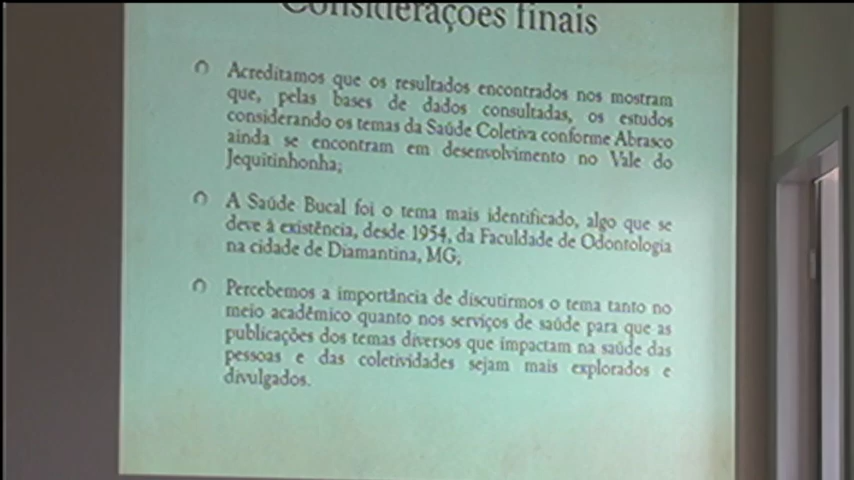 Considerações finais
Acreditamos que os resultados encontrados nos mostram
que, pelas bases de dados consultadas, os estudos
considerando os temas da Saúde Coletiva conforme Abrasco
ainda se encontram em desenvolvimento no Vale do
Jequitinhonha;
A Saúde Bucal foi o tema mais identificado, algo que se
deve à existência, desde 1954, da Faculdade de Odontologia
na cidade de Diamantina, MG;
Percebemos a importância de discutirmos o tema tanto no
meio acadêmico quanto nos serviços de saúde para que as
publicações dos temas diversos que impactam na saúde das
pessoas e das coletividades sejam mais explorados e
divulgados.